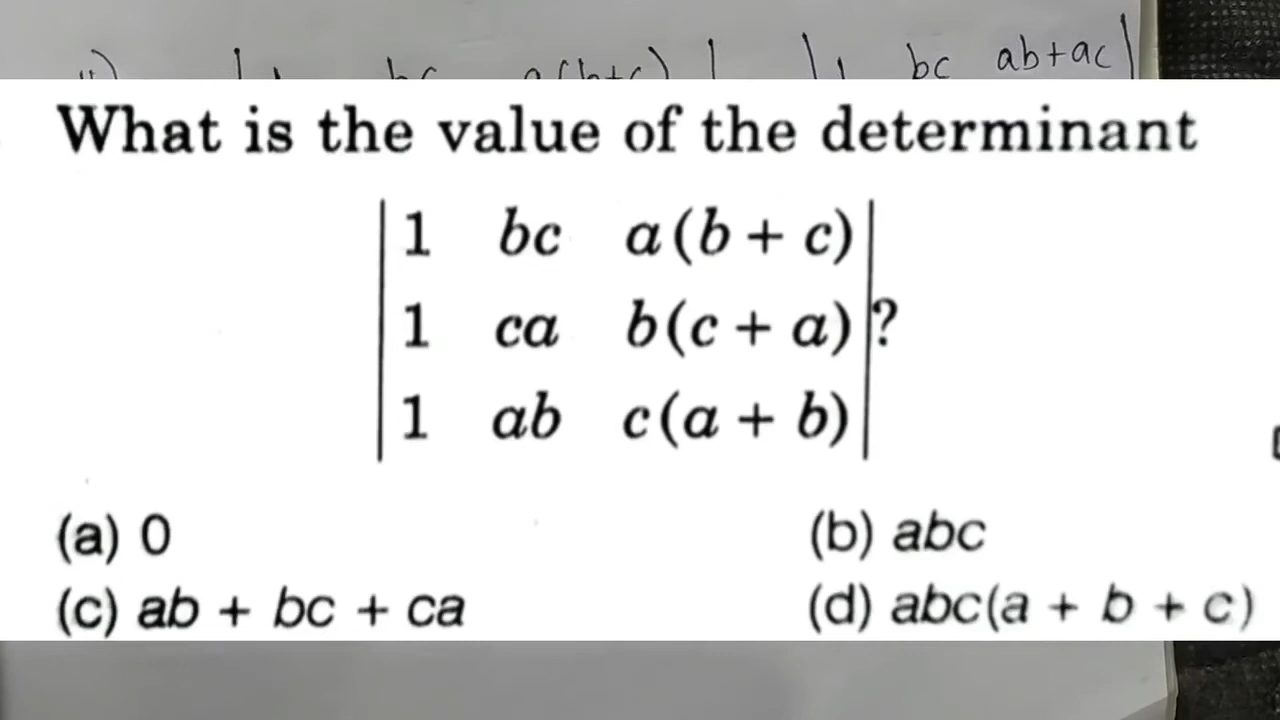 bc ab+ac
What is the value of the determinant
1 bc a(b + c)
1 ca b(c + a) ?
1 ab c(a + b)
(a) 0 (b) abc
(c) ab + bc + ca (d) abc(a + b + c)